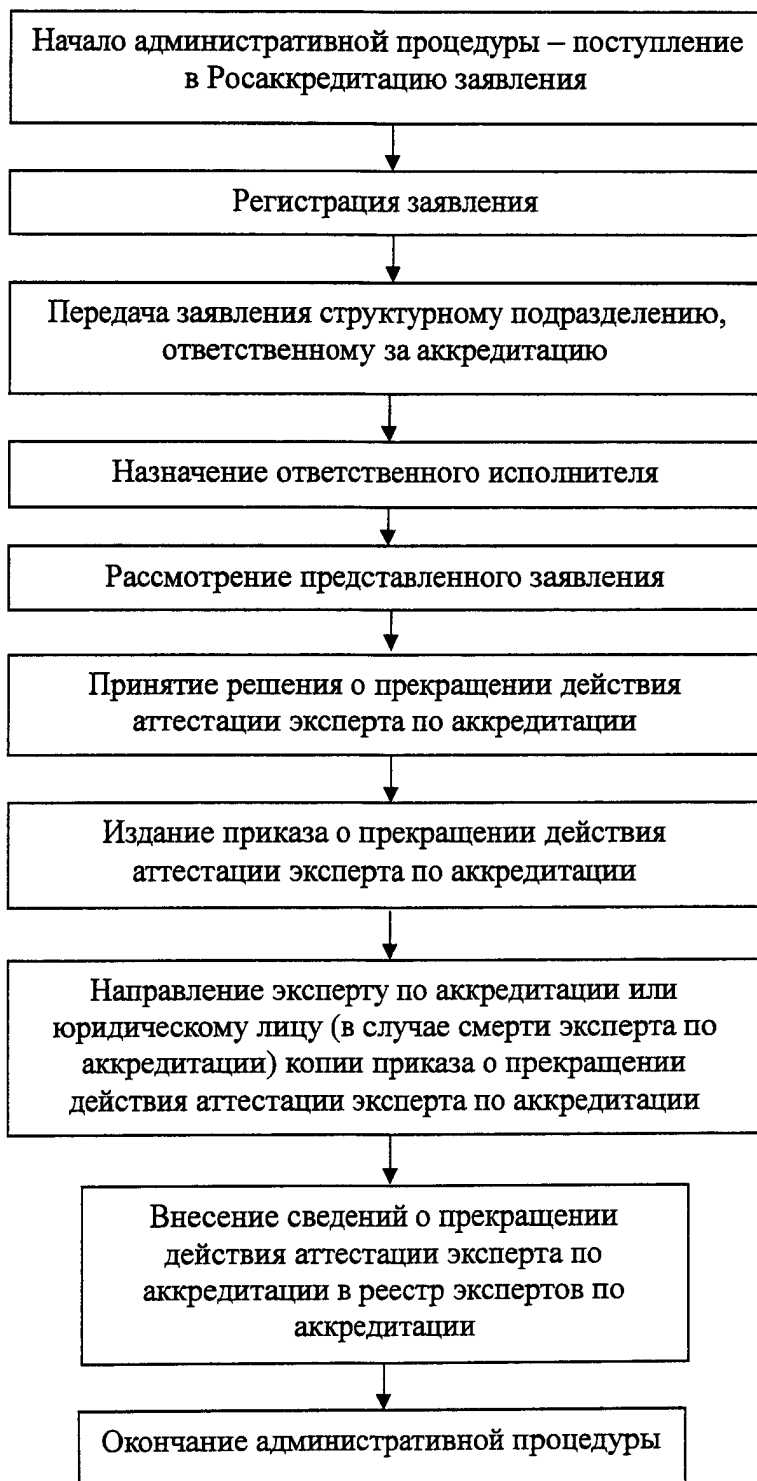 Начало административной процедуры – поступление
в Росаккредитацию заявления
Регистрация заявления
Передача заявления структурному подразделению,
ответственному за аккредитацию
Назначение ответственного исполнителя
Рассмотрение представленного заявления
Принятие решения о прекращении действия
аттестации эксперта по аккредитации
Издание приказа о прекращении действия
аттестации эксперта по аккредитации
Направление эксперту по аккредитации или
юридическому лицу (в случае смерти эксперта по
аккредитации) копии приказа о прекращении
действия аттестации эксперта по аккредитации
Внесение сведений о прекращении
действия аттестации эксперта по
аккредитации в реестр экспертов по
аккредитации
Окончание административной процедуры